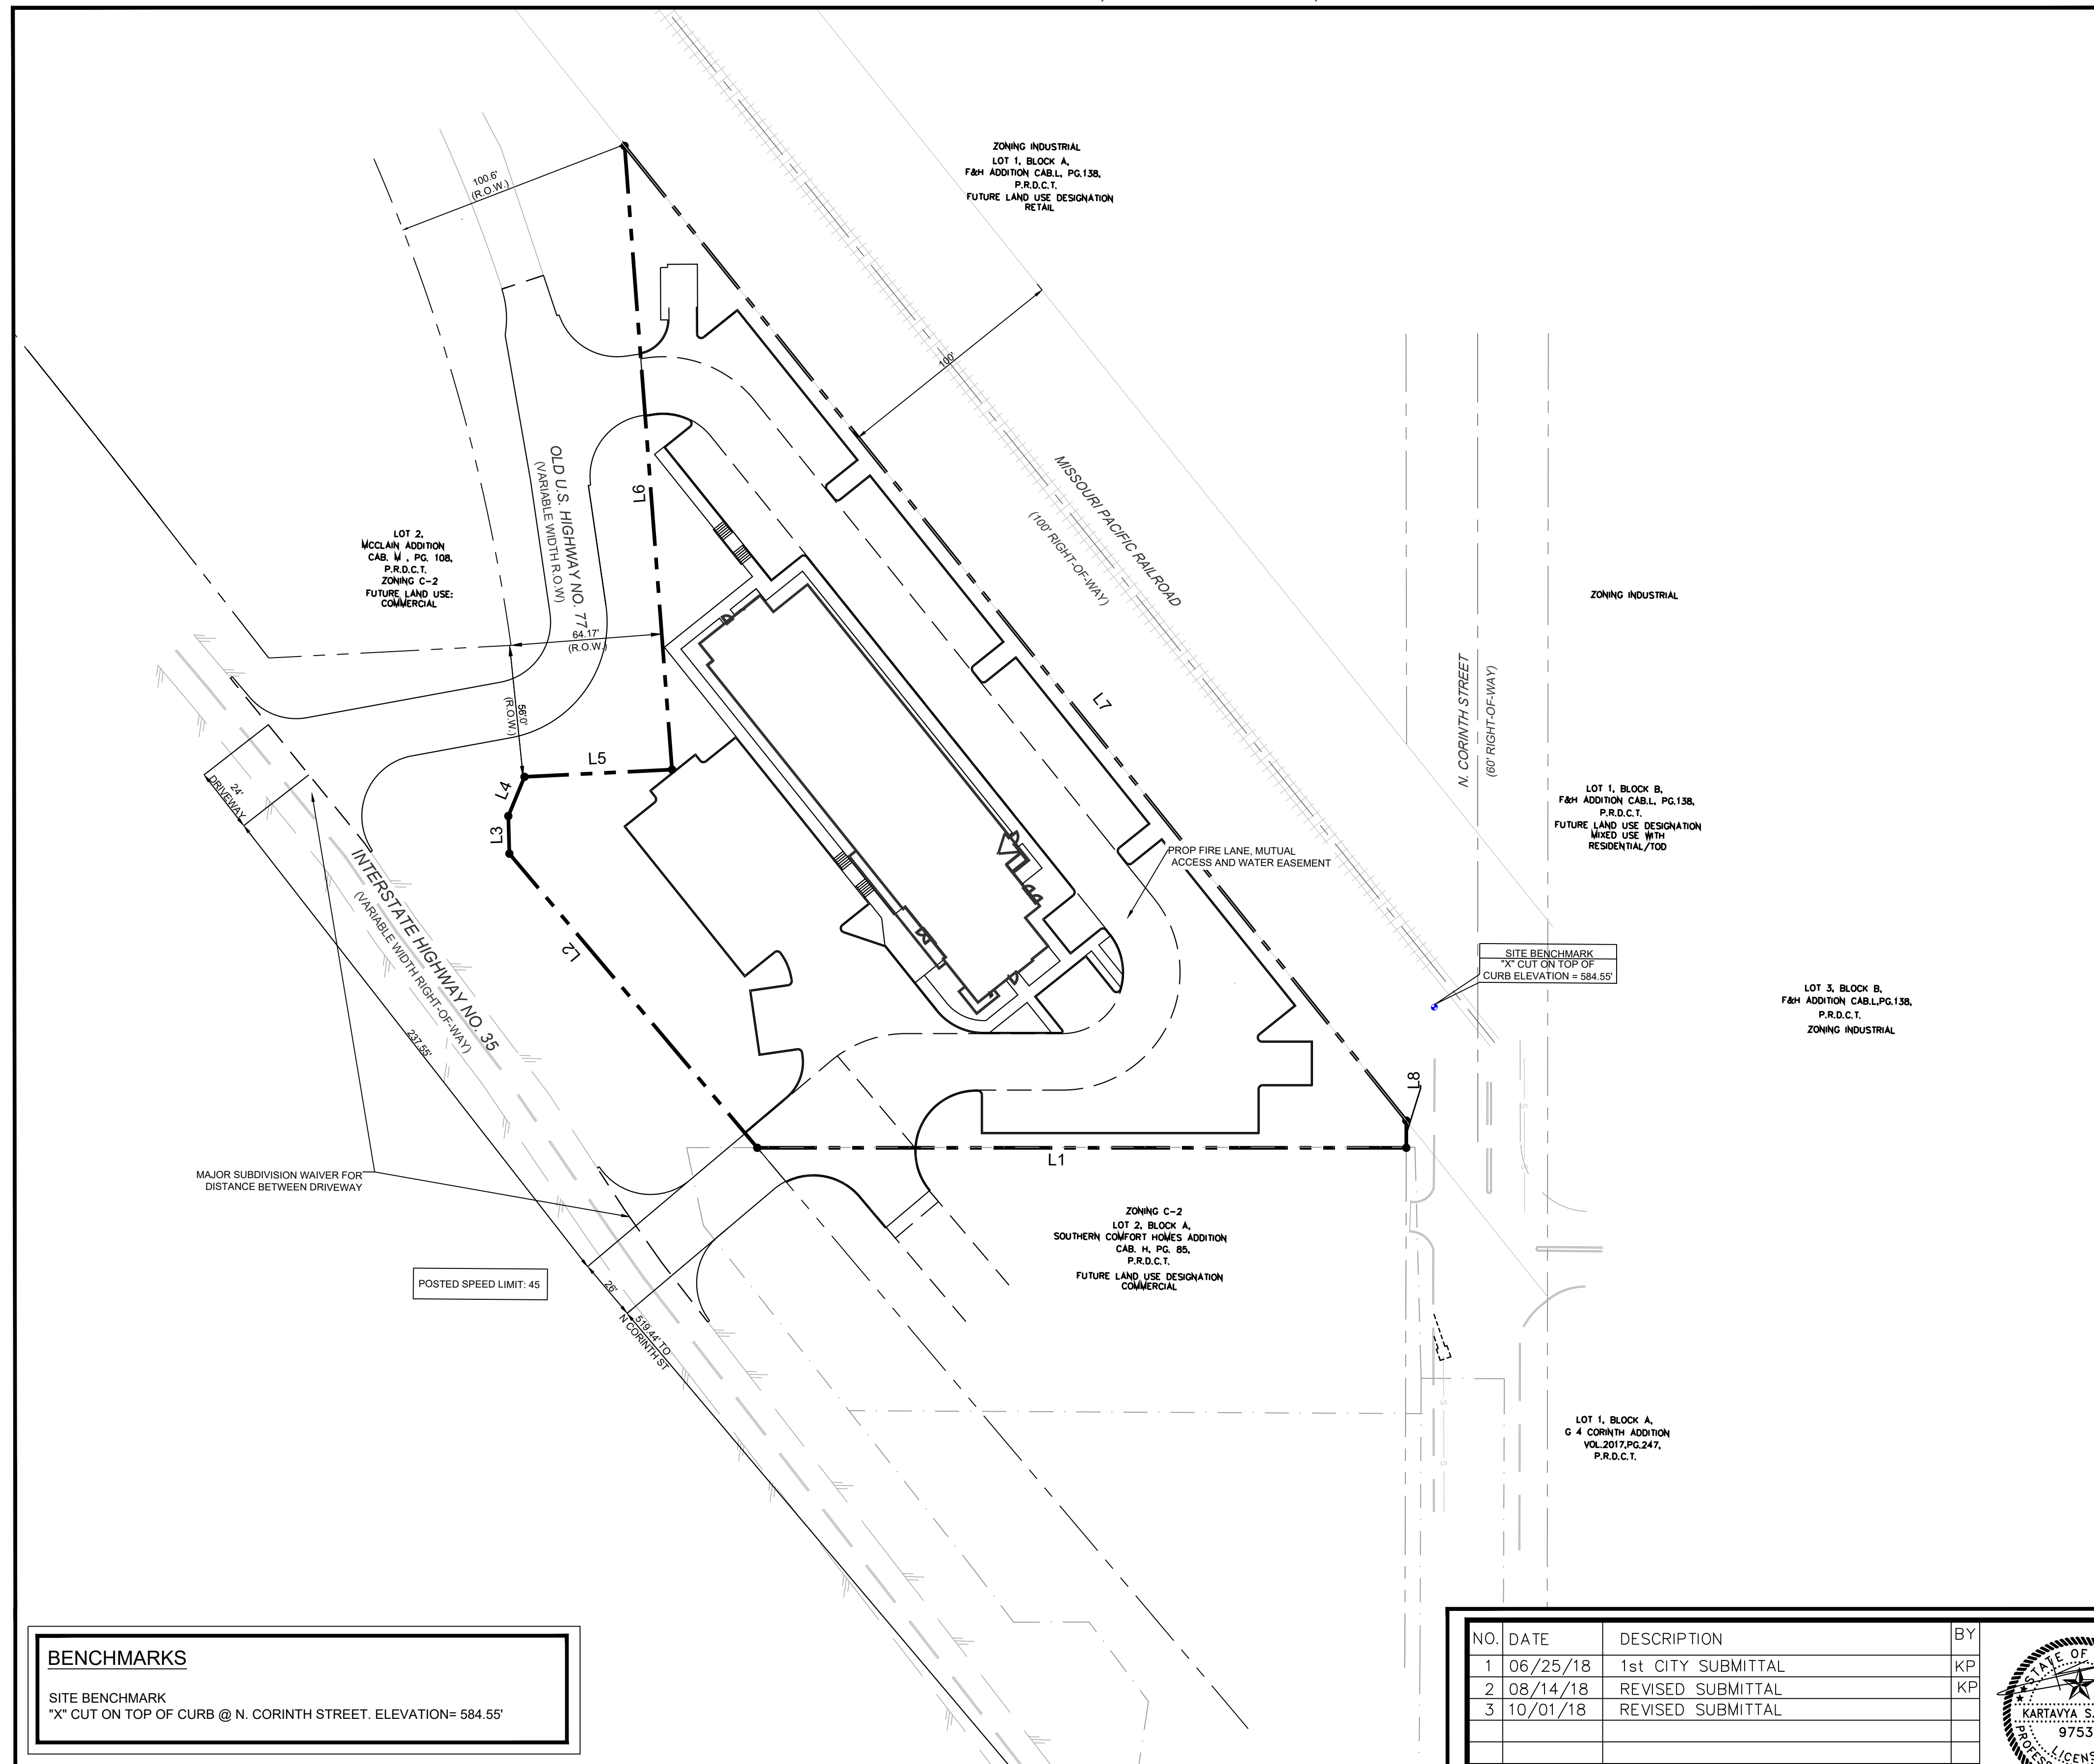 ZONING INDUSTRIAL
LOT 1, BLOCK A,
F&H ADDITION CAB.L, PG.138,
P.R.D.C.T.
FUTURE LAND USE DESIGNATION
RETAIL
100.6'
(R.O.W.)
100'
MISSOURI PACIFIC RAILROAD
(100' RIGHT-OF-WAY)
OLD U.S. HIGHWAY NO. 77
(VARIABLE WIDTH R.O.W)
L6
LOT 2,
MCCLAIN ADDITION
CAB. M , PG. 108,
P.R.D.C.T.
ZONING C-2
FUTURE LAND USE:
COMMERCIAL
64.17'
(R.O.W.)
56.0'
(R.O.W.)
ZONING INDUSTRIAL
N. CORINTH STREET
(60' RIGHT-OF-WAY)
L7
L5
L4
L3
L2
24'
DRIVEWAY
LOT 1, BLOCK B,
F&H ADDITION CAB.L, PG.138,
P.R.D.C.T.
FUTURE LAND USE DESIGNATION
MIXED USE WITH
RESIDENTIAL/TOD
PROP FIRE LANE, MUTUAL
ACCESS AND WATER EASEMENT
INTERSTATE HIGHWAY NO. 35
(VARIABLE WIDTH RIGHT-OF-WAY)
237.55'
SITE BENCHMARK
"X" CUT ON TOP OF
CURB ELEVATION = 584.55'
LOT 3, BLOCK B,
F&H ADDITION CAB.L,PG.138,
P.R.D.C.T.
ZONING INDUSTRIAL
L8
L1
MAJOR SUBDIVISION WAIVER FOR
DISTANCE BETWEEN DRIVEWAY
ZONING C-2
LOT 2, BLOCK A,
SOUTHERN COMFORT HOMES ADDITION
CAB. H, PG. 85,
P.R.D.C.T.
FUTURE LAND USE DESIGNATION
COMMERCIAL
POSTED SPEED LIMIT: 45
26'
519.44' TO
N CORINTH ST
S
S
S
S
LOT 1, BLOCK A,
G 4 CORINTH ADDITION
VOL.2017,PG.247,
P.R.D.C.T.
BENCHMARKS
SITE BENCHMARK
"X" CUT ON TOP OF CURB @ N. CORINTH STREET. ELEVATION= 584.55'
NO. DATE DESCRIPTION BY
1 06/25/18 1st CITY SUBMITTAL KP
2 08/14/18 REVISED SUBMITTAL KP
3 10/01/18 REVISED SUBMITTAL
STATE OF
KARTAVYA S.
9753